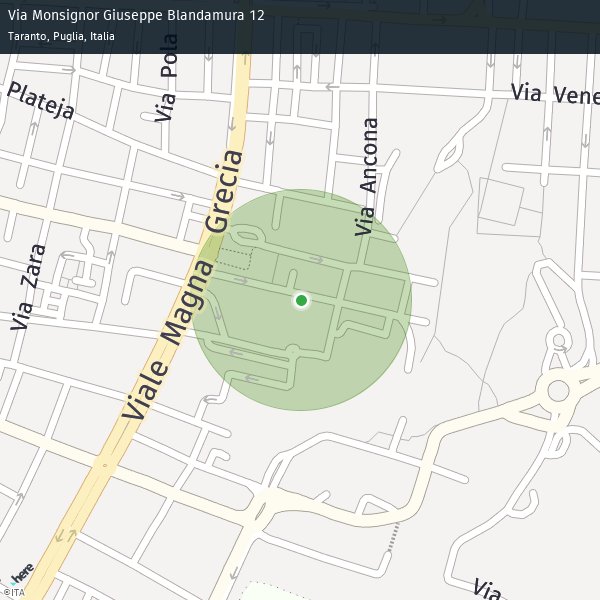 Via Monsignor Giuseppe Blandamura 12
Taranto, Puglia, Italia
Plateja
Via Pola
Via Vene
Via Ancona
Viale Magna Grecia
Via Zara
Via
here
©ITA